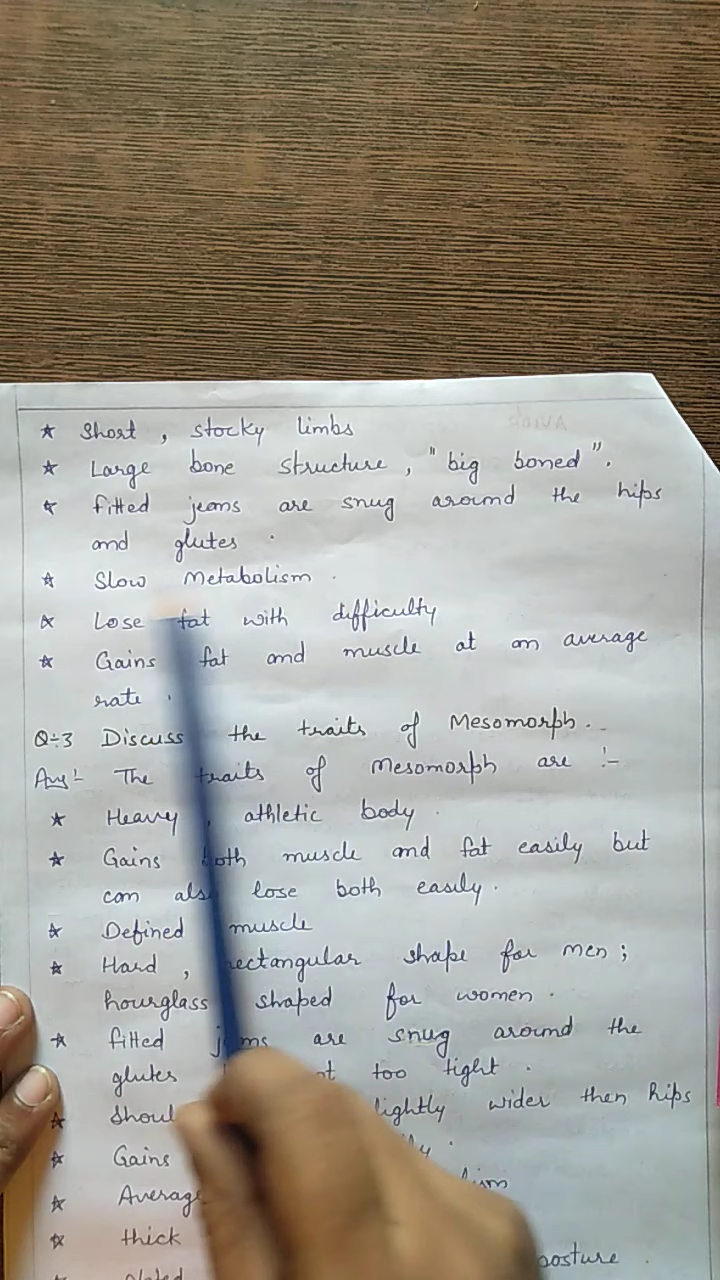 ★ Short , stocky limbs
★ Large bone structure , "big boned".
★ fitted jeans are snug around the hips
and glutes .
★ Slow Metabolism .
★ Lose fat with difficulty
★ Gains fat and muscle at an average
rate .
Q÷3 Discuss the traits of Mesomorph .
Ans!- The traits of Mesomorph are !-
★ Heavy , athletic body .
★ Gains both muscle and fat easily but
can also lose both easily .
★ Defined muscle
★ Hard , rectangular shape for men ;
hourglass shaped for women .
★ fitted are snug around the
glutes too tight .
★ wider then hips
★ Gains
★ Average
★ thick posture .